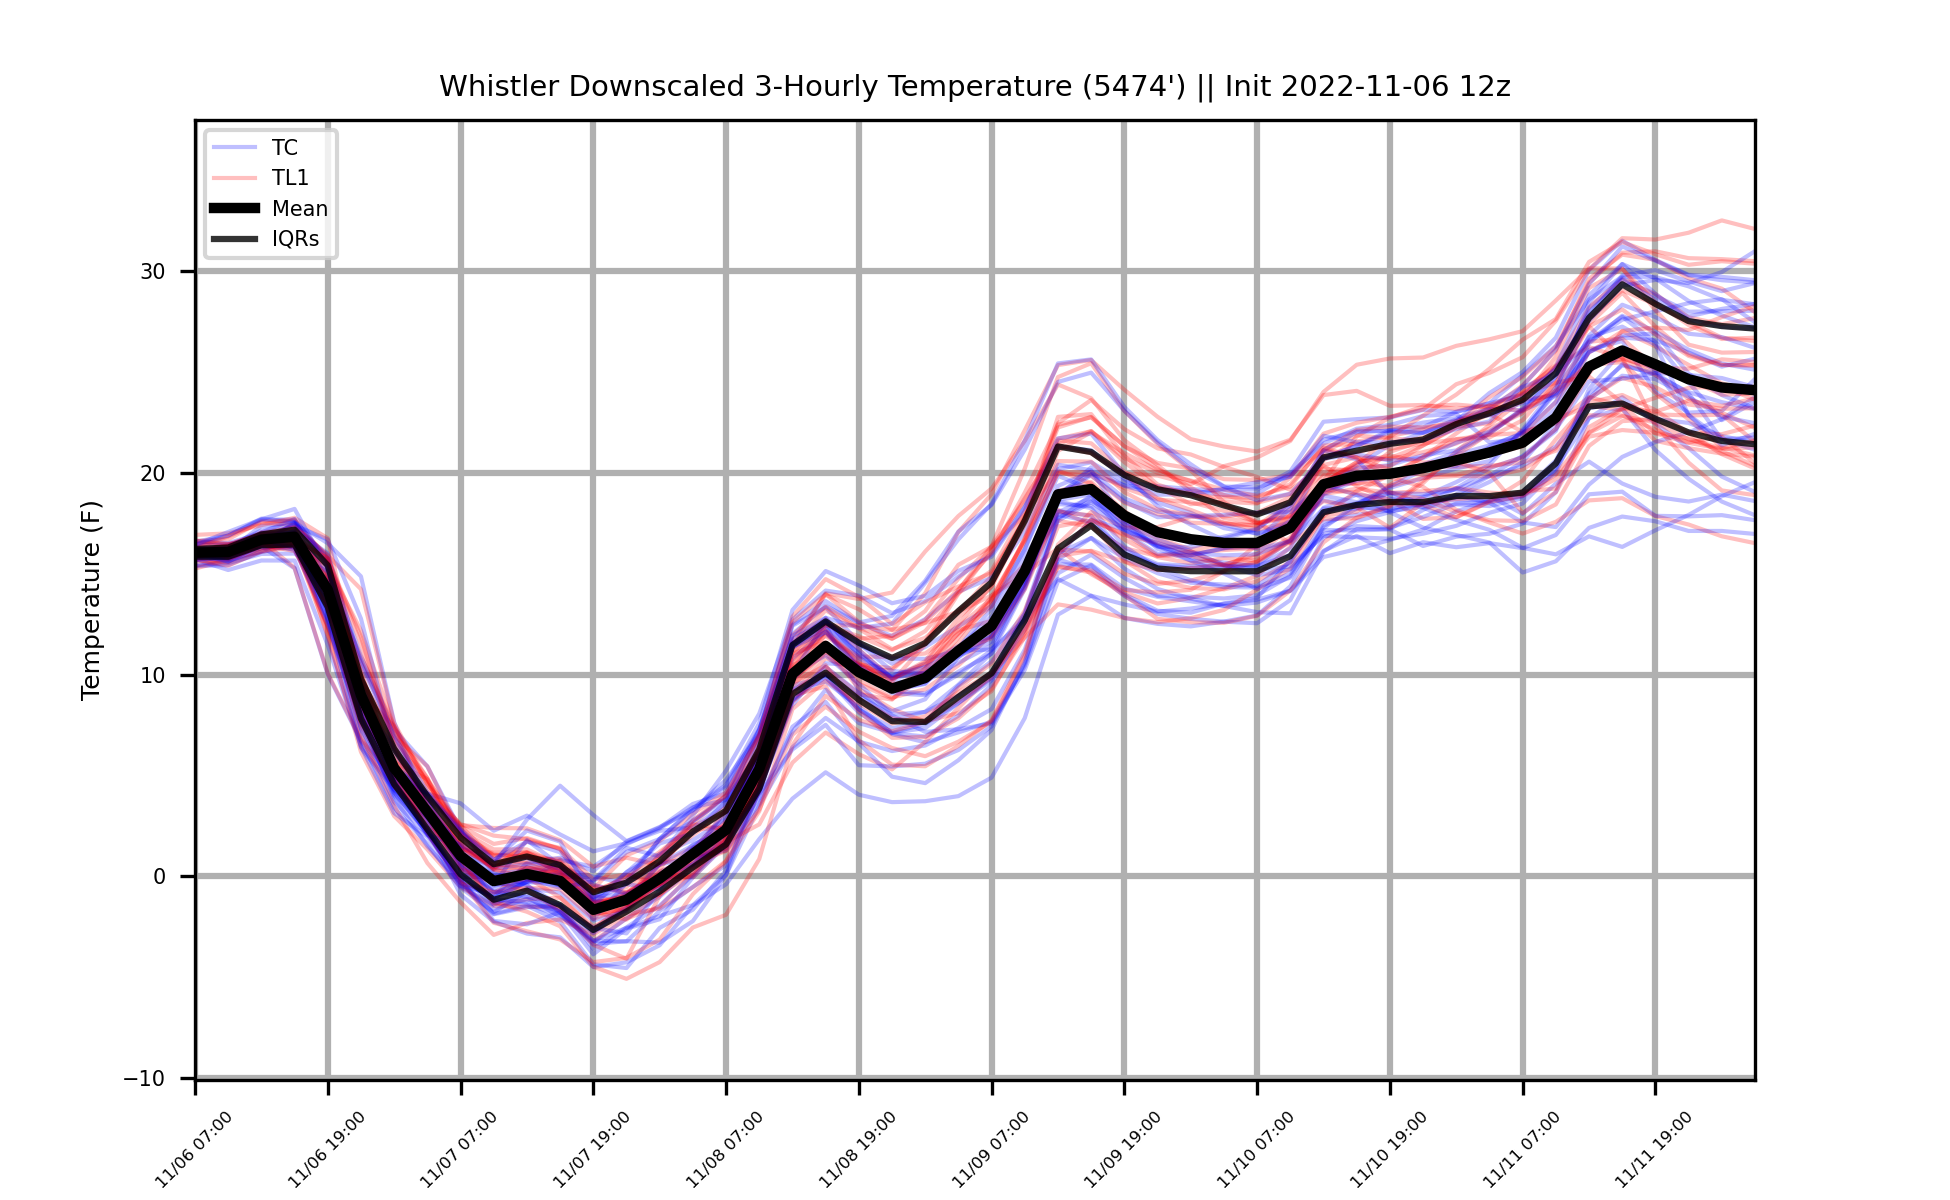 Whistler Downscaled 3-Hourly Temperature (5474') || Init 2022-11-06 12z
TC
TL1
Mean
IQRs
Temperature (F)
30
20
10
0
−10
11/06 07:00
11/06 19:00
11/07 07:00
11/07 19:00
11/08 07:00
11/08 19:00
11/09 07:00
11/09 19:00
11/10 07:00
11/10 19:00
11/11 07:00
11/11 19:00